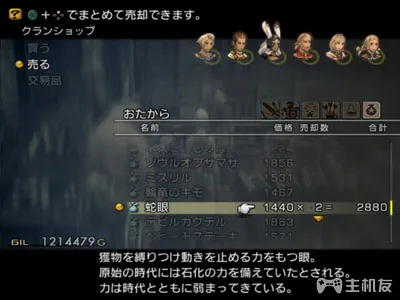 ?●+✥でまとめて売却できます。
クランショップ
買う
売る
交易品
おたから
名前 価格 売却数 合計
ソウルオブサマサ 1856
ミスリル 1531
輪竜のキモ 1467
蛇眼 1440× 2= 2880
デビルカクテル 1863
GIL 1214479G
獲物を縛りつけ動きを止める力をもつ眼。
原始の時代には石化の力を備えていたとされる。
力は時代とともに弱まってきている。
主机友